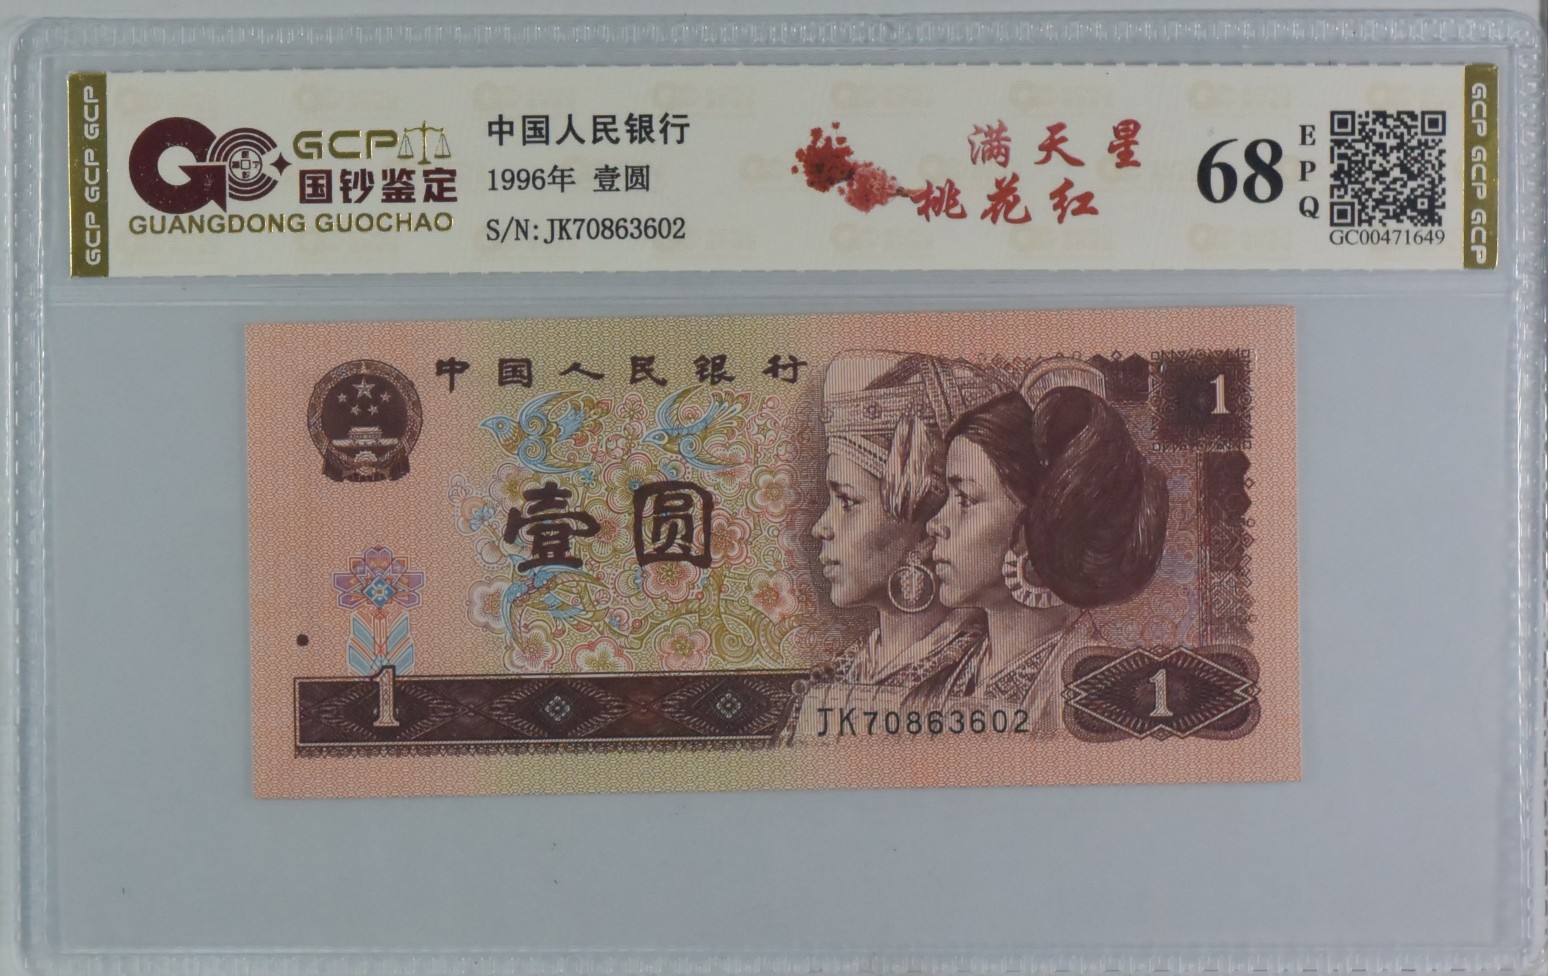 GCP GCP GCP
GCP
国钞鉴定
GUANGDONG GUOCHAO
中国人民银行
1996年 壹圆
S/N:JK70863602
满天星
桃花红
68
EPQ
GC00471649
GCP GCP GCP
中国人民银行
1
壹圆
1
JK70863602
1